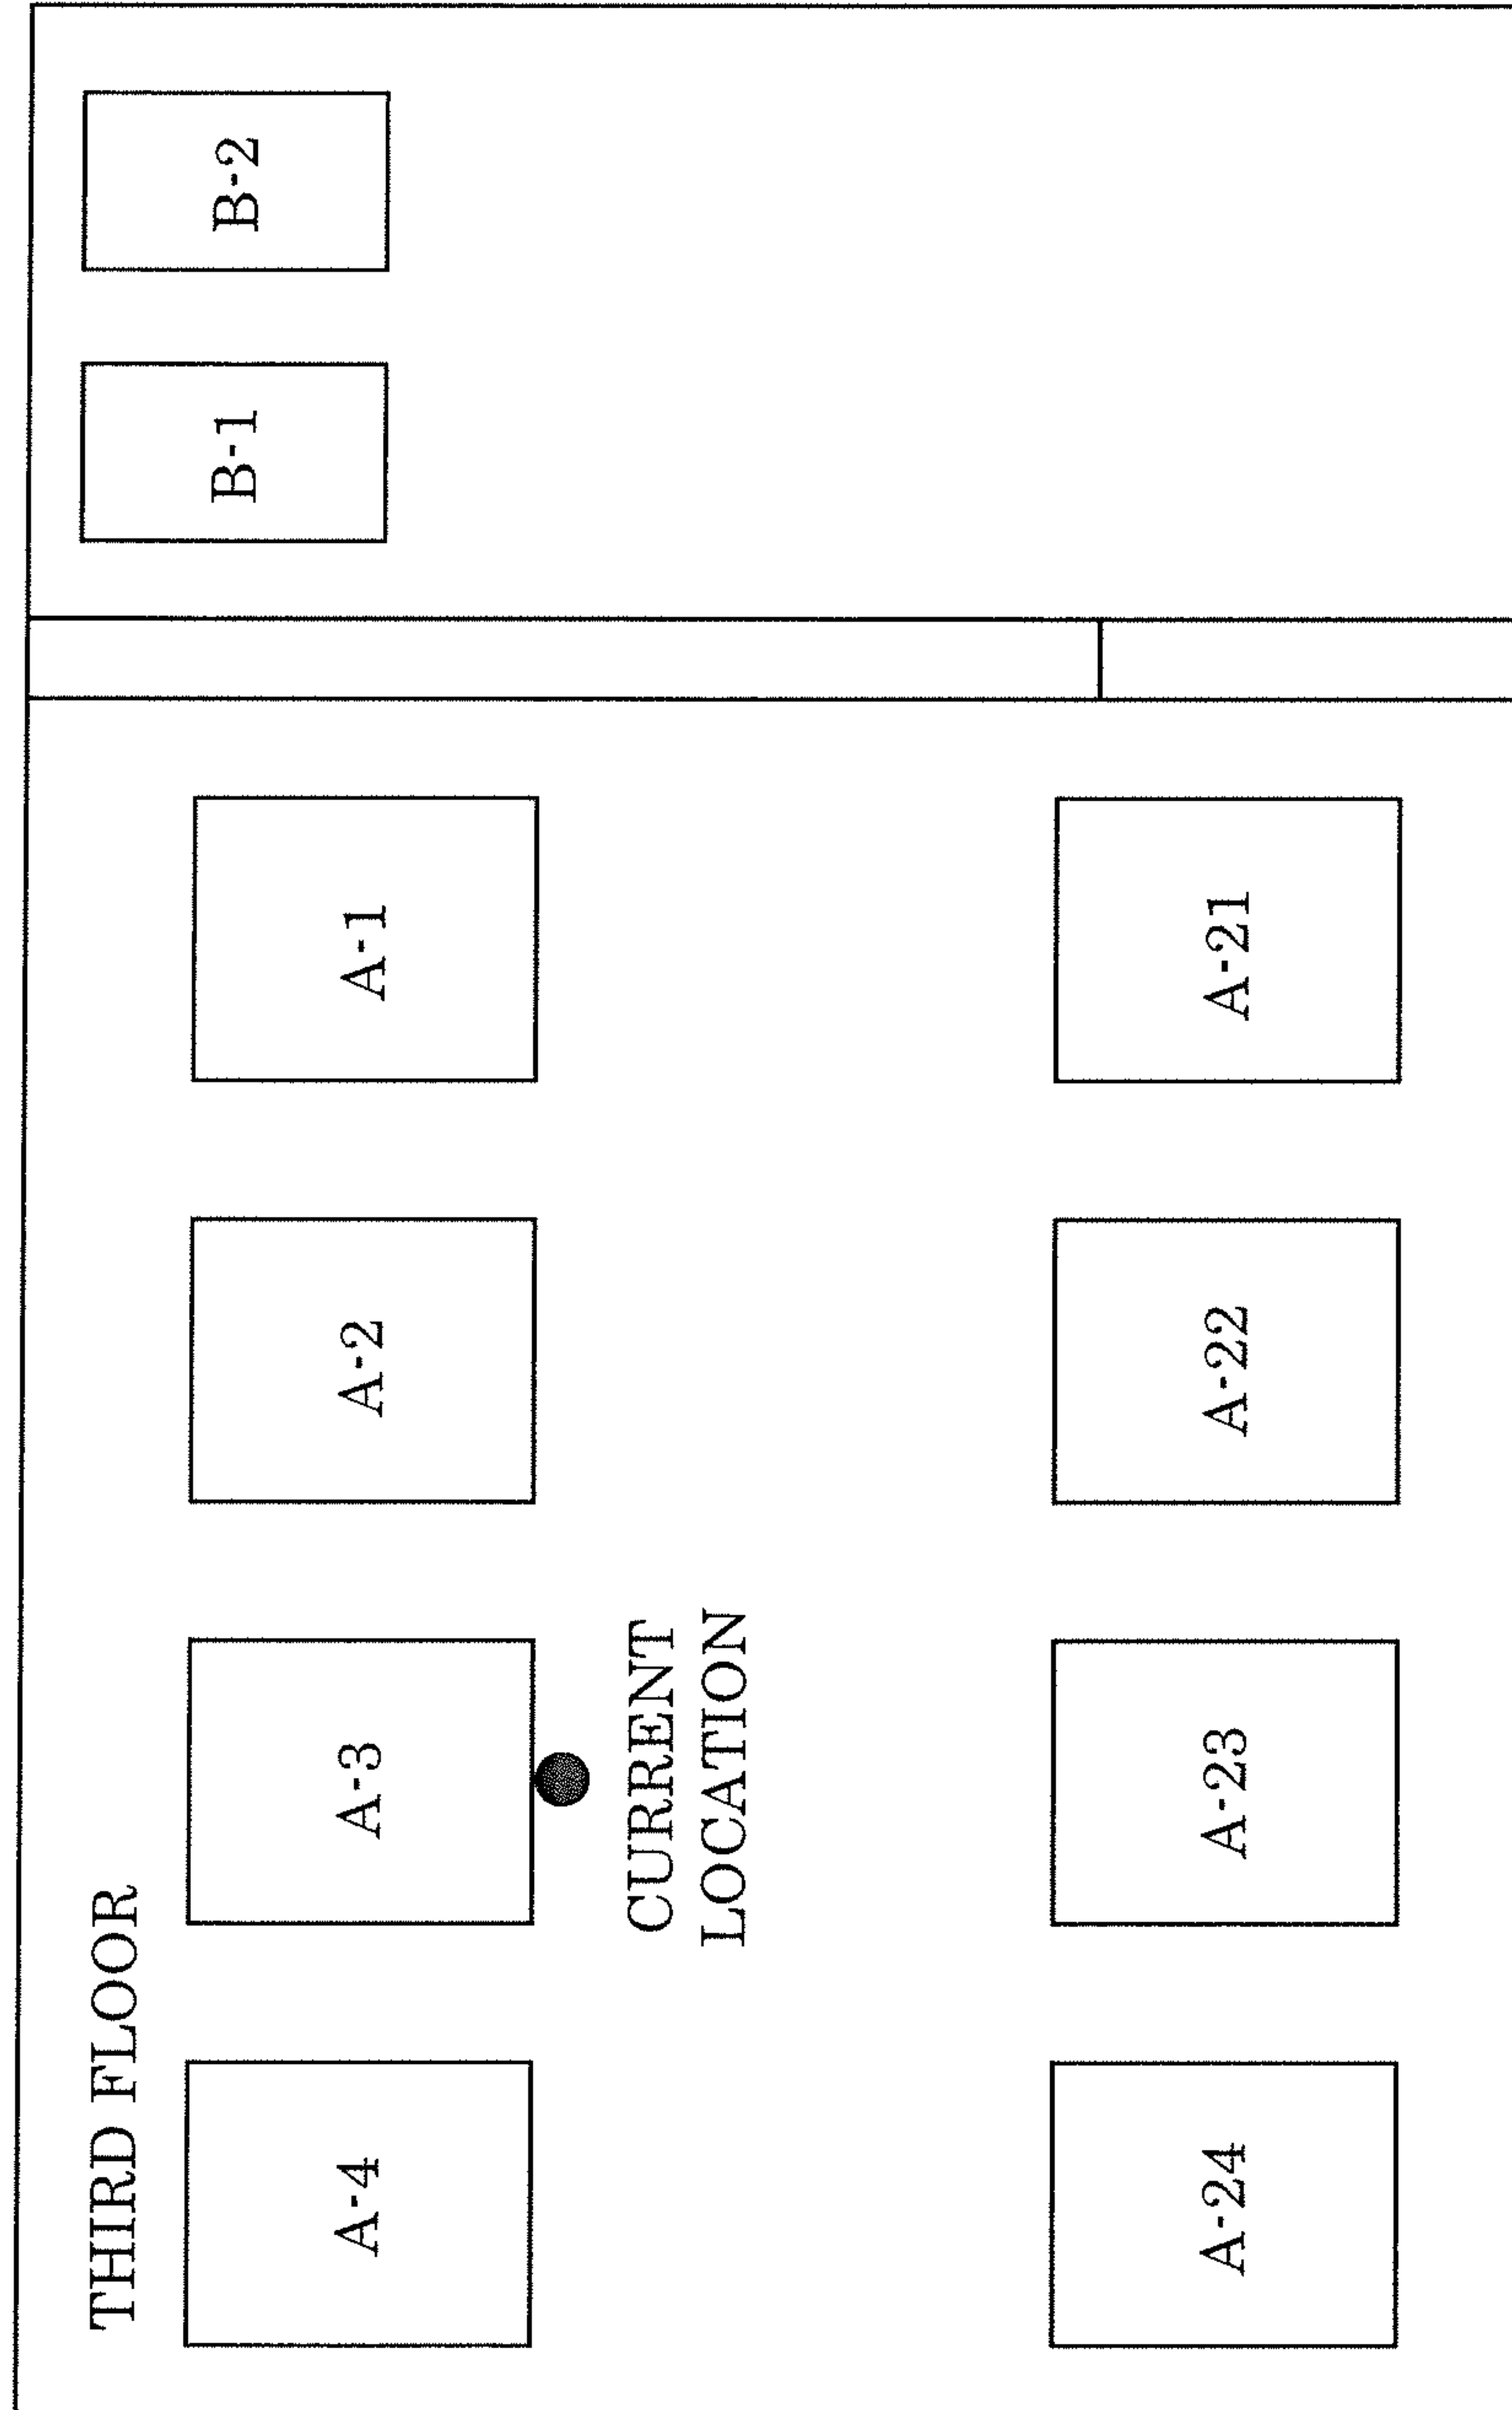 THIRD FLOOR
A-4
A-3
A-2
A-1
B-1
B-2
CURRENT
LOCATION
A-24
A-23
A-22
A-21